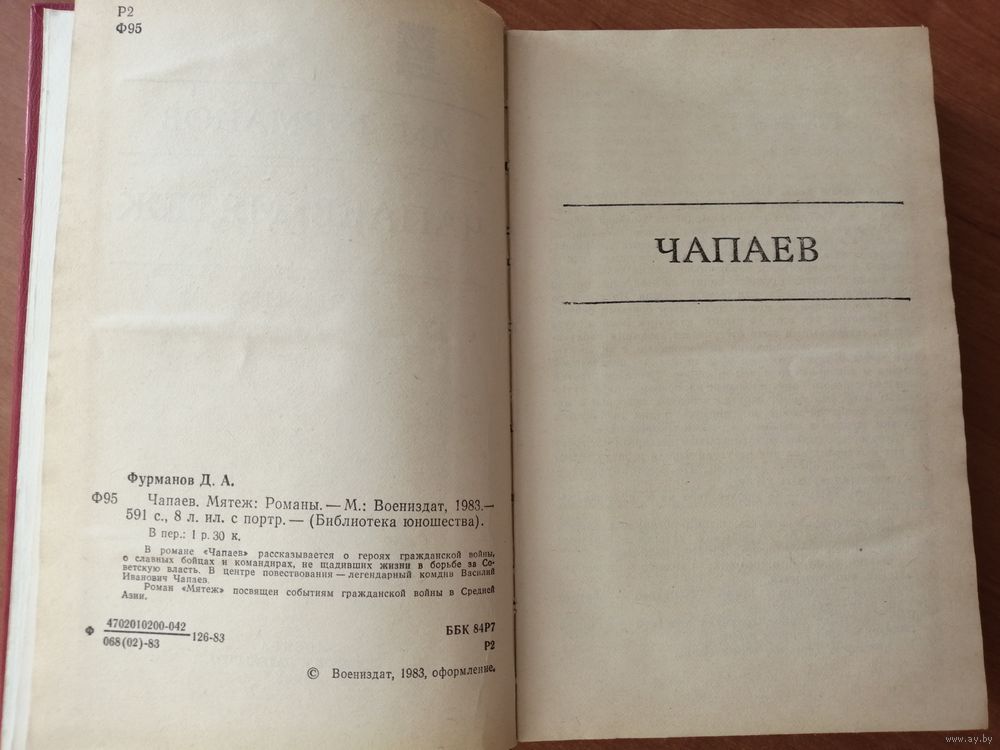 Р2
Ф95
Фурманов Д. А.
Ф95 Чапаев. Мятеж: Романы. — М.: Воениздат, 1983.—
591 с., 8 л. ил. с портр. — (Библиотека юношества).
В пер.: 1 р. 30 к.
В романе «Чапаев» рассказывается о героях гражданской войны,
о славных бойцах и командирах, не щадивших жизни в борьбе за Со-
ветскую власть. В центре повествования — легендарный комдив Василий
Иванович Чапаев.
Роман «Мятеж» посвящен событиям гражданской войны в Средней
Азии.
Ф 4702010200-042
068(02)-83 126-83
ББК 84Р7
Р2
© Воениздат, 1983, оформление.
ЧАПАЕВ
www.ay.by